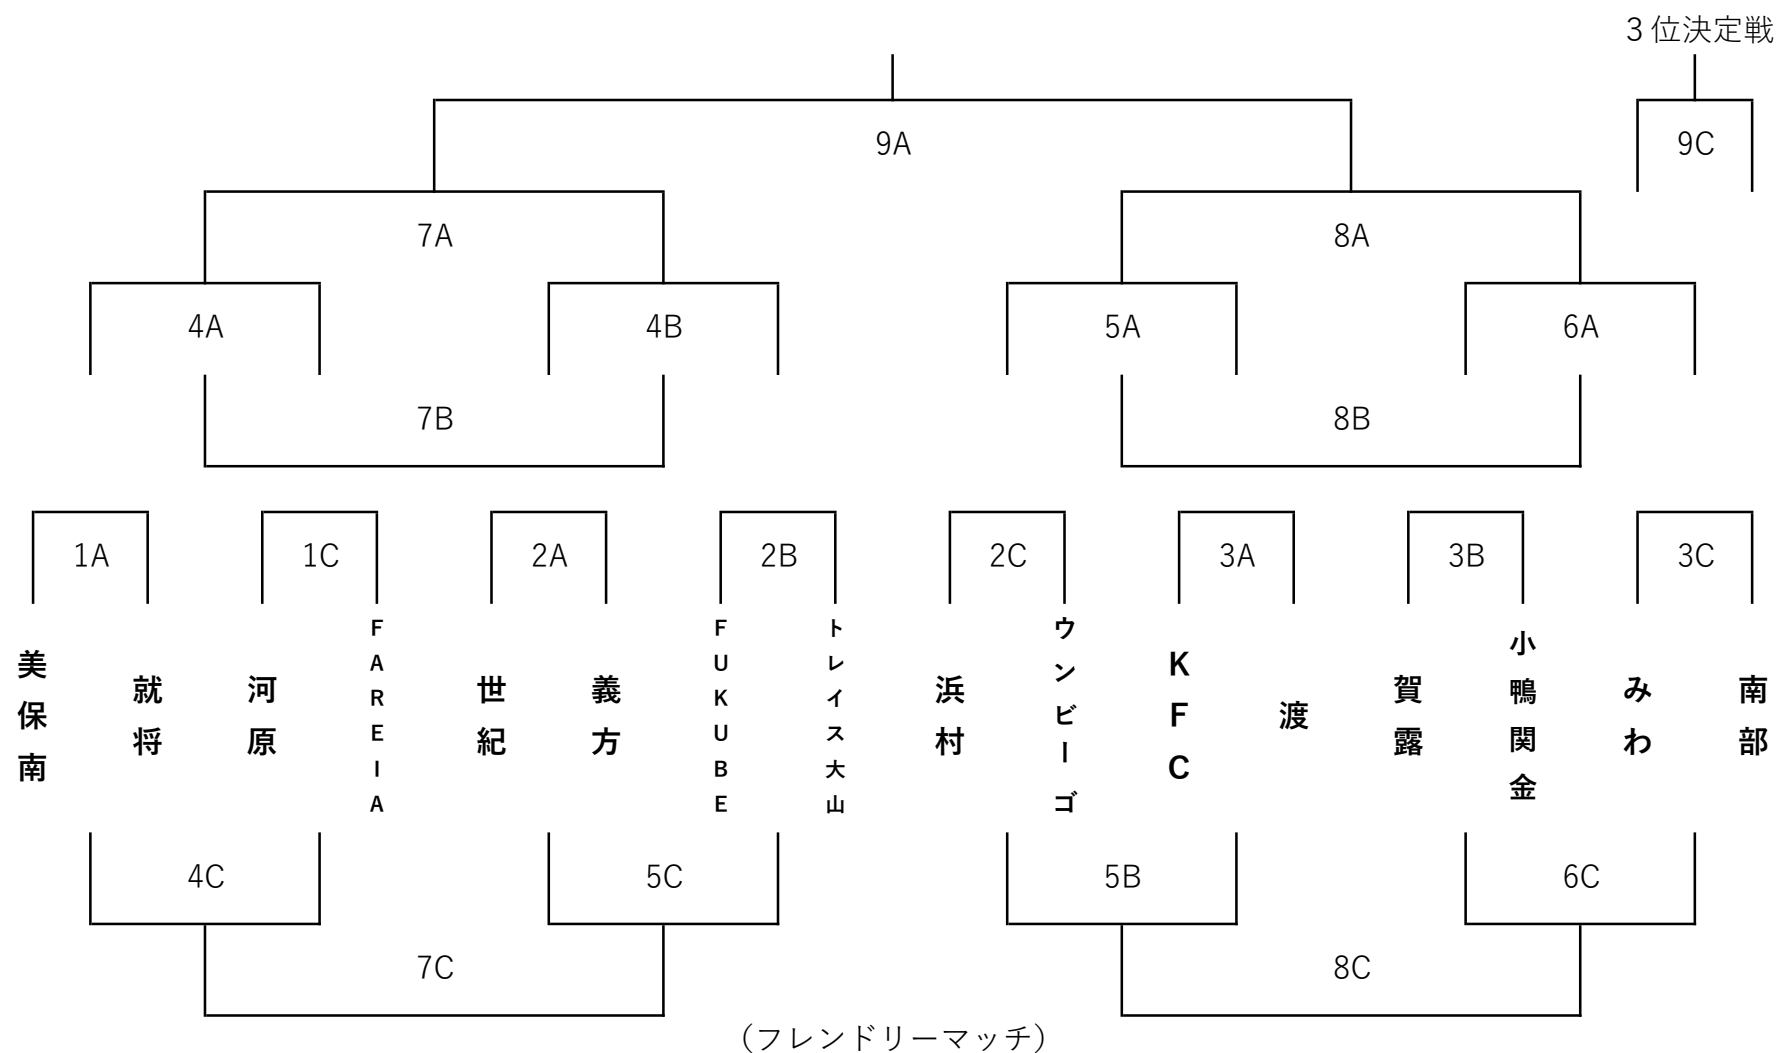 3位決定戦
9A
9C
7A
8A
4A
4B
5A
6A
7B
8B
1A
1C
2A
2B
2C
3A
3B
3C
美保南
就将
河原
FAREIA
世紀
義方
FUKUBE
トレイス大山
浜村
ウンビーゴ
KFC
渡
賀露
小鴨関金
みわ
南部
4C
5C
5B
6C
7C
8C
(フレンドリーマッチ)